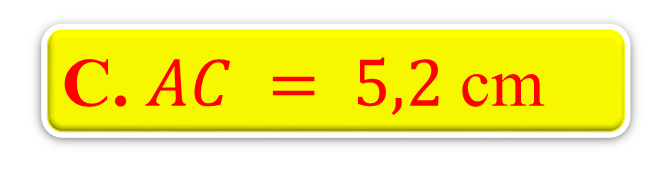 C. AC = 5,2 cm